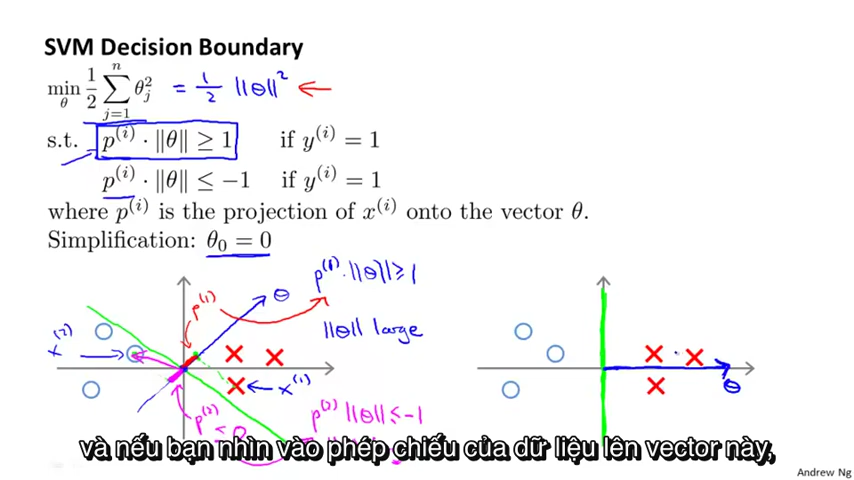 SVM Decision Boundary
min θ 1/2 n ∑ j=1 θ_j^2 = 1/2 ||θ||^2 ←
s.t. p^(i) · ||θ|| ≥ 1 if y^(i) = 1
p^(i) · ||θ|| ≤ −1 if y^(i) = 1
where p^(i) is the projection of x^(i) onto the vector θ.
Simplification: θ_0 = 0
p^(1) · ||θ|| ≥ 1
p^(1)
θ
||θ|| large
x^(2)
x^(1)
θ
p^(2)
p^(2) ||θ|| ≤ -1
và nếu bạn nhìn vào phép chiếu của dữ liệu lên vector này,
Andrew Ng